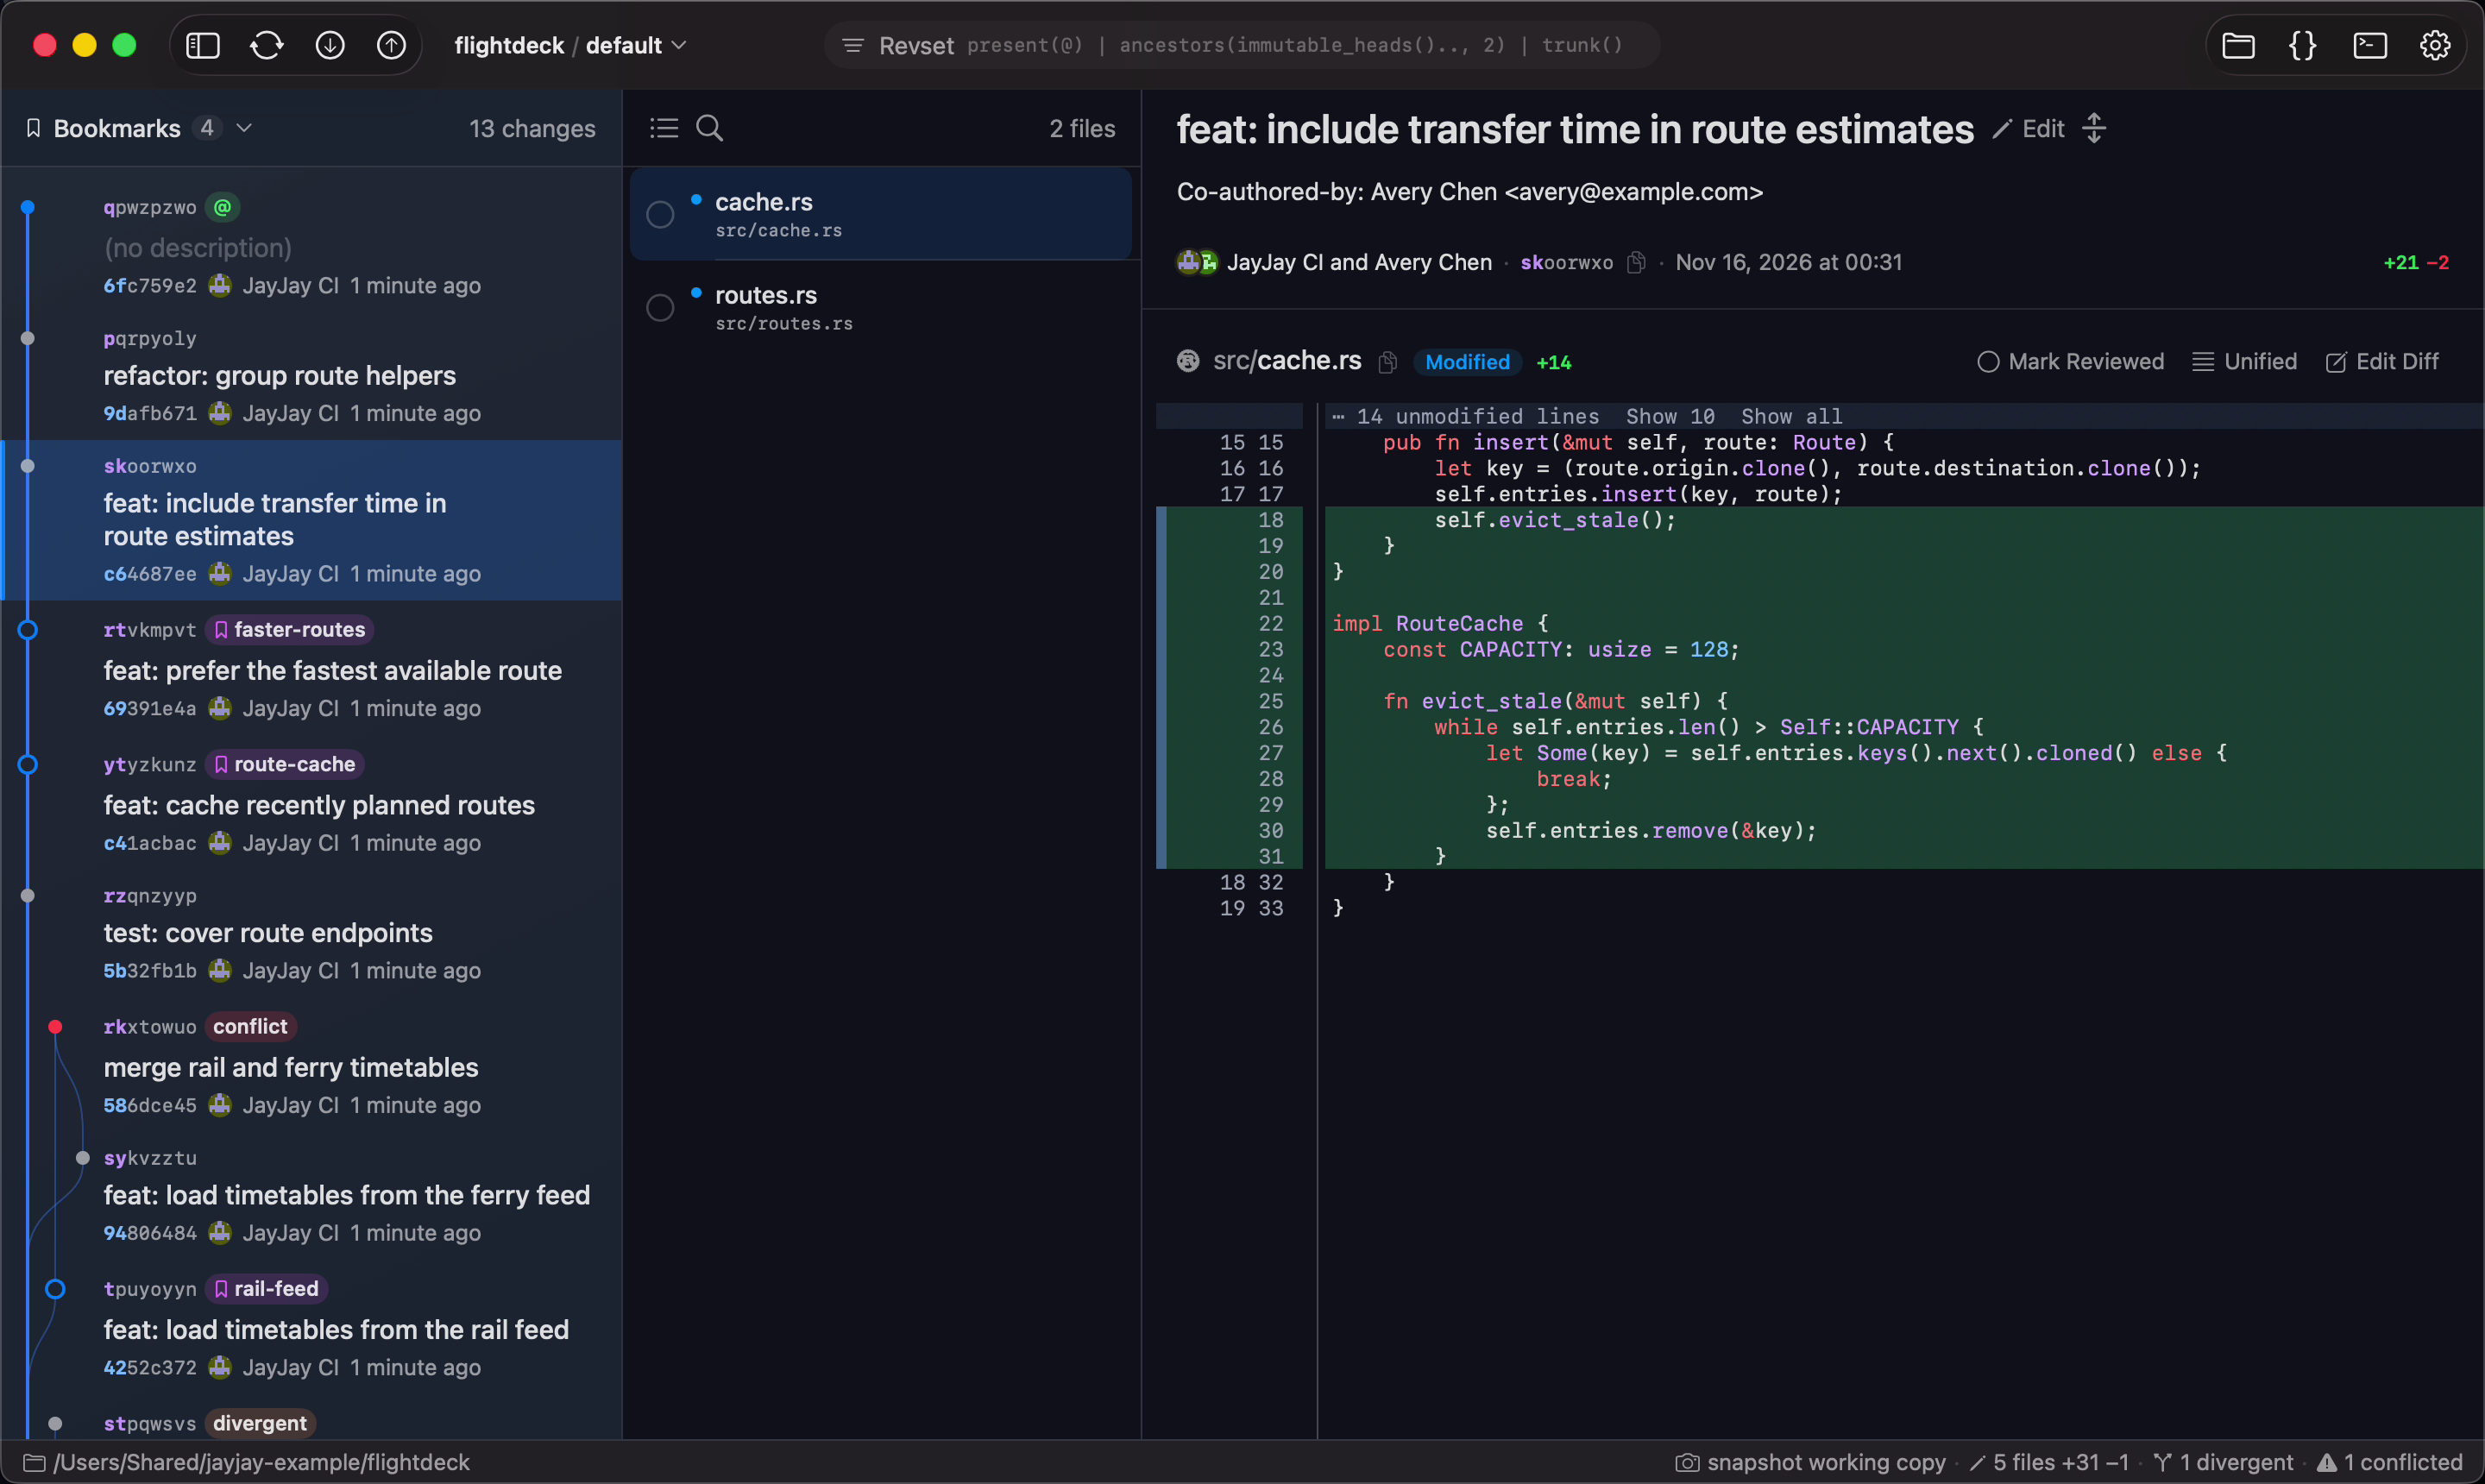 flightdeck / default
Revset present(@) | ancestors(immutable_heads().., 2) | trunk()
Bookmarks 4
13 changes
qpwzpzwo @
(no description)
6fc759e2 JayJay CI 1 minute ago
pqrpyoly
refactor: group route helpers
9dafb671 JayJay CI 1 minute ago
skoorwxo
feat: include transfer time in
route estimates
c64687ee JayJay CI 1 minute ago
rtvkmpvt faster-routes
feat: prefer the fastest available route
69391e4a JayJay CI 1 minute ago
ytyzkunz route-cache
feat: cache recently planned routes
c41acbac JayJay CI 1 minute ago
rzqnzyyp
test: cover route endpoints
5b32fb1b JayJay CI 1 minute ago
rkxtowuo conflict
merge rail and ferry timetables
586dce45 JayJay CI 1 minute ago
sykvzztu
feat: load timetables from the ferry feed
94806484 JayJay CI 1 minute ago
tpuyoyyn rail-feed
feat: load timetables from the rail feed
4252c372 JayJay CI 1 minute ago
stpqwsvs divergent
2 files
cache.rs
src/cache.rs
routes.rs
src/routes.rs
feat: include transfer time in route estimates Edit
Co-authored-by: Avery Chen <avery@example.com>
JayJay CI and Avery Chen · skoorwxo · Nov 16, 2026 at 00:31 +21 −2
src/cache.rs Modified +14 Mark Reviewed Unified Edit Diff
⋯ 14 unmodified lines Show 10 Show all
15 15     pub fn insert(&mut self, route: Route) {
16 16         let key = (route.origin.clone(), route.destination.clone());
17 17         self.entries.insert(key, route);
18         self.evict_stale();
19     }
20 }
21
22 impl RouteCache {
23     const CAPACITY: usize = 128;
24
25     fn evict_stale(&mut self) {
26         while self.entries.len() > Self::CAPACITY {
27             let Some(key) = self.entries.keys().next().cloned() else {
28                 break;
29             };
30             self.entries.remove(&key);
31         }
18 32     }
19 33 }
/Users/Shared/jayjay-example/flightdeck
snapshot working copy · 5 files +31 −1 · 1 divergent · 1 conflicted